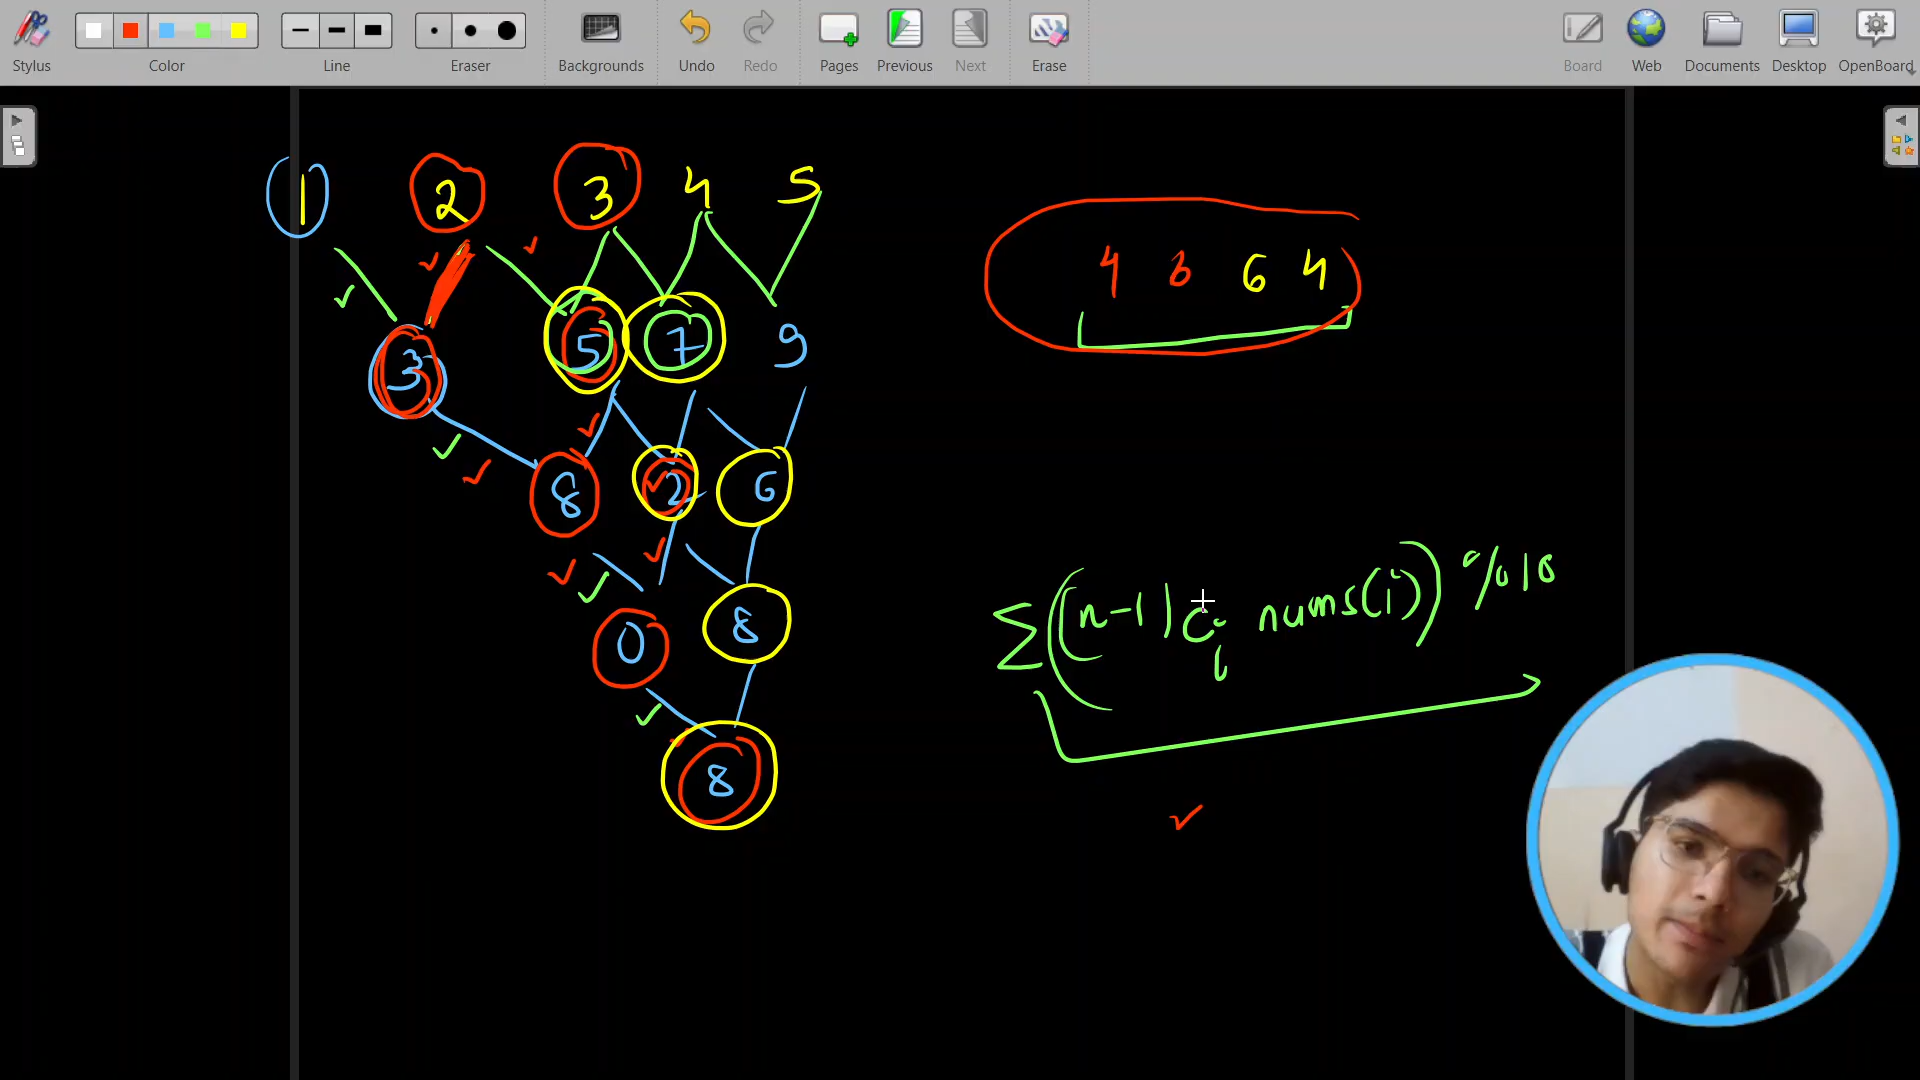 Stylus Color Line Eraser Backgrounds Undo Redo Pages Previous Next Erase Board Web Documents Desktop OpenBoard
1 2 3 4 5
3 5 7 9
8 2 6
0 8
8
4 6 6 4
Σ((n-1)Ci nums(i))%10